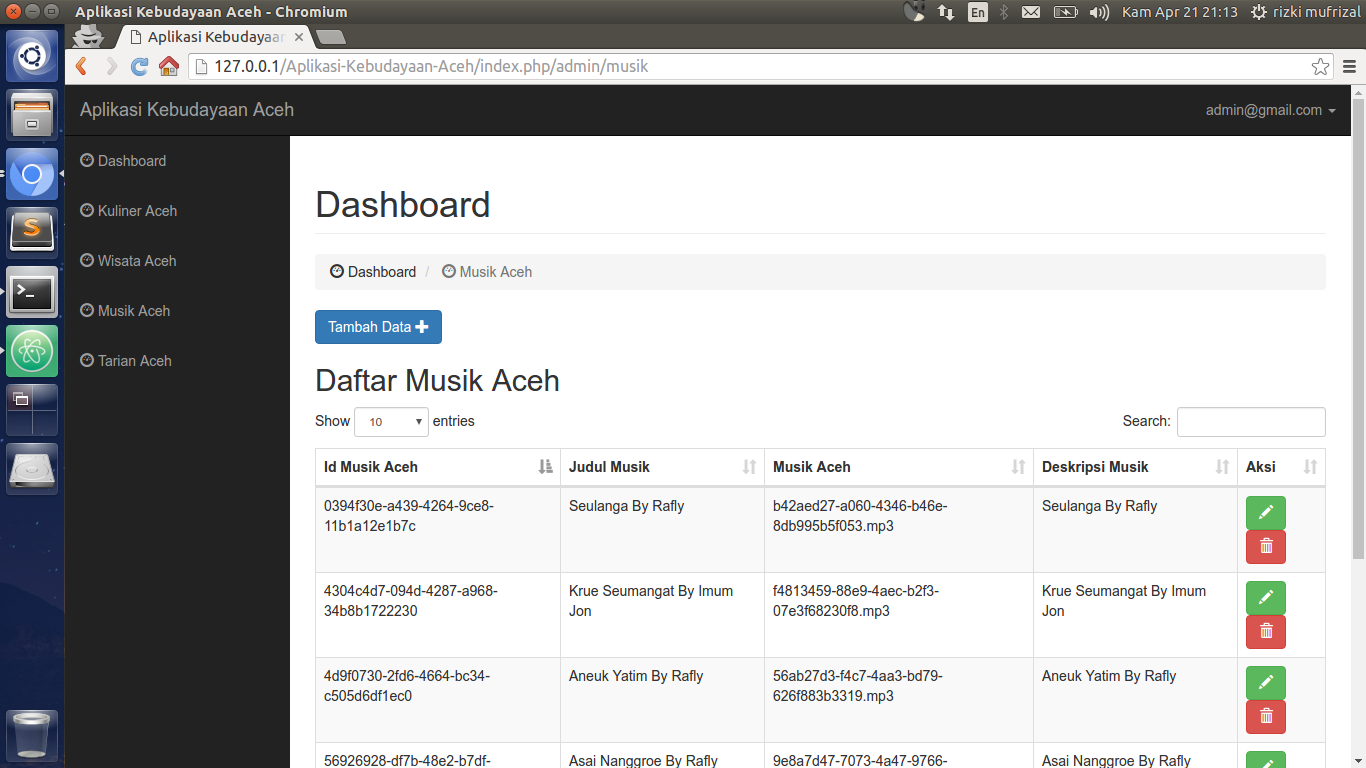 Aplikasi Kebudayaan Aceh - Chromium
En
Kam Apr 21 21:13
rizki mufrizal
Aplikasi Kebudayaan
127.0.0.1/Aplikasi-Kebudayaan-Aceh/index.php/admin/musik
Aplikasi Kebudayaan Aceh
admin@gmail.com
Dashboard
Kuliner Aceh
Wisata Aceh
Musik Aceh
Tarian Aceh
Dashboard
Dashboard / Musik Aceh
Tambah Data
Daftar Musik Aceh
Show 10 entries
Search:
Id Musik Aceh Judul Musik Musik Aceh Deskripsi Musik Aksi
0394f30e-a439-4264-9ce8- Seulanga By Rafly b42aed27-a060-4346-b46e- Seulanga By Rafly
11b1a12e1b7c 8db995b5f053.mp3
4304c4d7-094d-4287-a968- Krue Seumangat By Imum f4813459-88e9-4aec-b2f3- Krue Seumangat By Imum
34b8b1722230 Jon 07e3f68230f8.mp3 Jon
4d9f0730-2fd6-4664-bc34- Aneuk Yatim By Rafly 56ab27d3-f4c7-4aa3-bd79- Aneuk Yatim By Rafly
c505d6df1ec0 626f883b3319.mp3
56926928-df7b-48e2-b7df- Asai Nanggroe By Rafly 9e8a7d47-7073-4a47-9766- Asai Nanggroe By Rafly